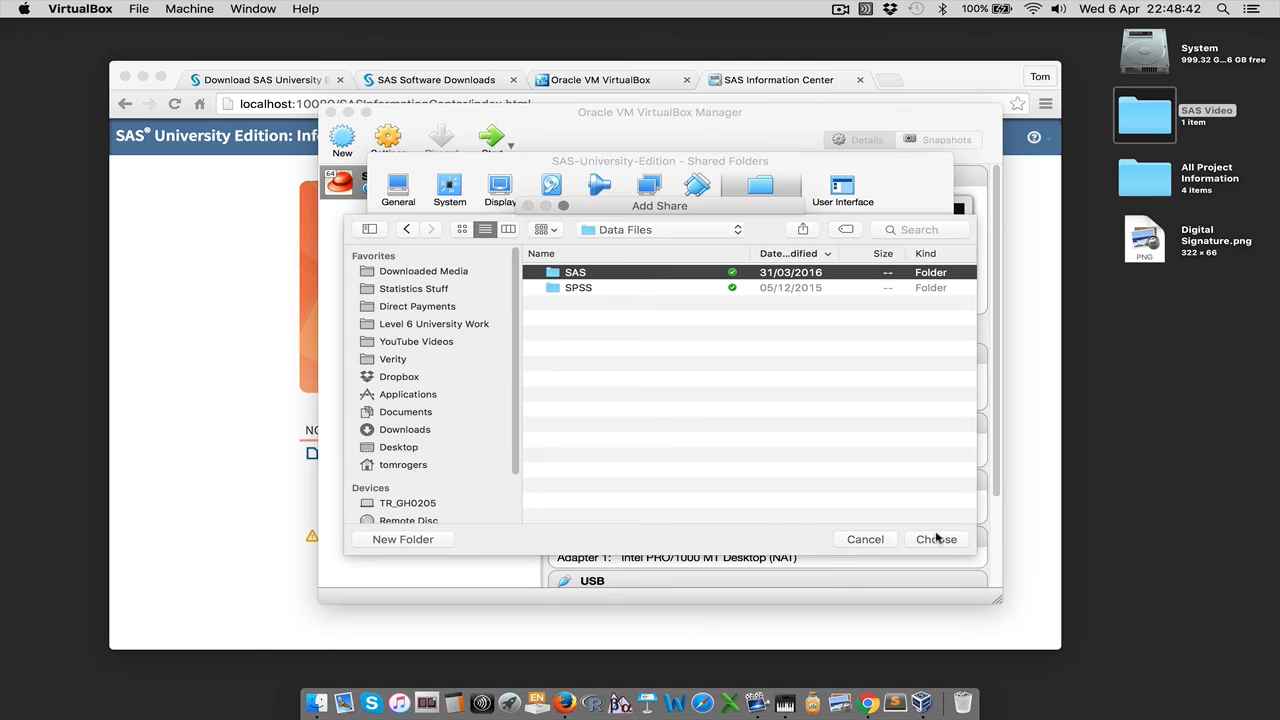 VirtualBox File Machine Window Help 100% Wed 6 Apr 22:48:42
System
999.32 G...6 GB free
SAS Video
1 item
All Project
Information
4 items
Digital
Signature.png
322 × 66
PNG
Download SAS University E
SAS Software Downloads
Oracle VM VirtualBox
SAS Information Center
Tom
localhost:10080/SASInformationCenter/index.html
SAS® University Edition: Inf
Oracle VM VirtualBox Manager
New
Details
Snapshots
64
SAS-University-Edition - Shared Folders
General System Display User Interface
Add Share
Data Files
Search
Favorites
Downloaded Media
Statistics Stuff
Direct Payments
Level 6 University Work
YouTube Videos
Verity
Dropbox
Applications
Documents
Downloads
Desktop
tomrogers
Devices
TR_GH0205
Remote Disc
Name Date...dified Size Kind
SAS 31/03/2016 -- Folder
SPSS 05/12/2015 -- Folder
New Folder
Cancel
Choose
Adapter 1: Intel PRO/1000 MT Desktop (NAT)
USB
EN